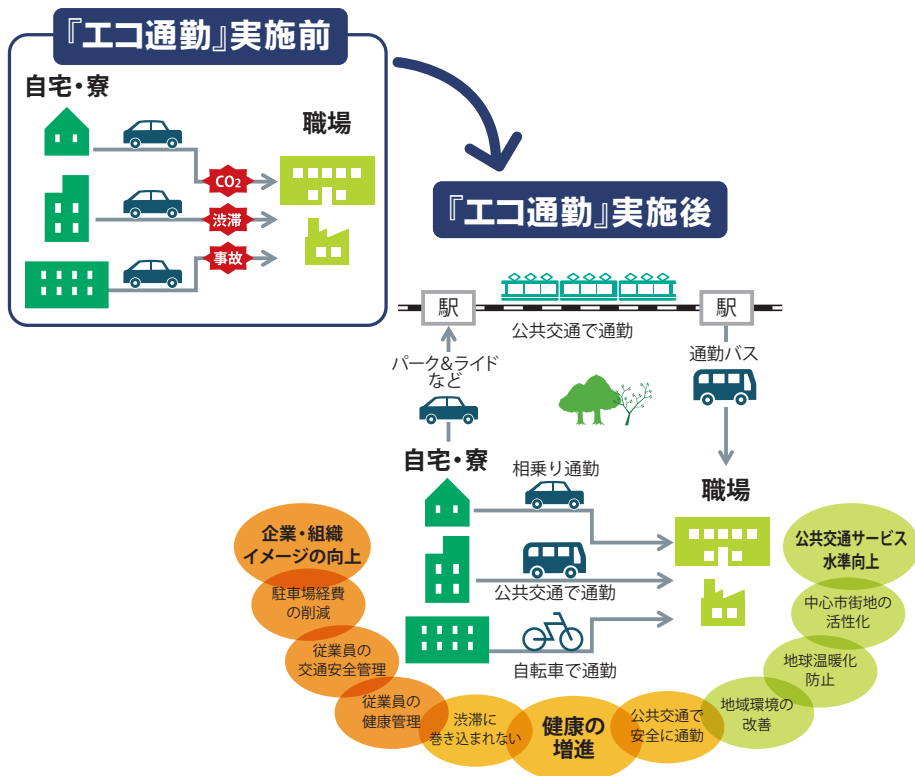 『エコ通勤』実施前
自宅・寮
職場
CO2
渋滞
事故
『エコ通勤』実施後
駅
駅
公共交通で通勤
パーク&ライド
など
通勤バス
自宅・寮
相乗り通勤
職場
公共交通で通勤
自転車で通勤
企業・組織
イメージの向上
駐車場経費
の削減
従業員の
交通安全管理
従業員の
健康管理
渋滞に
巻き込まれない
健康の
増進
公共交通で
安全に通勤
地域環境の
改善
地球温暖化
防止
中心市街地の
活性化
公共交通サービス
水準向上